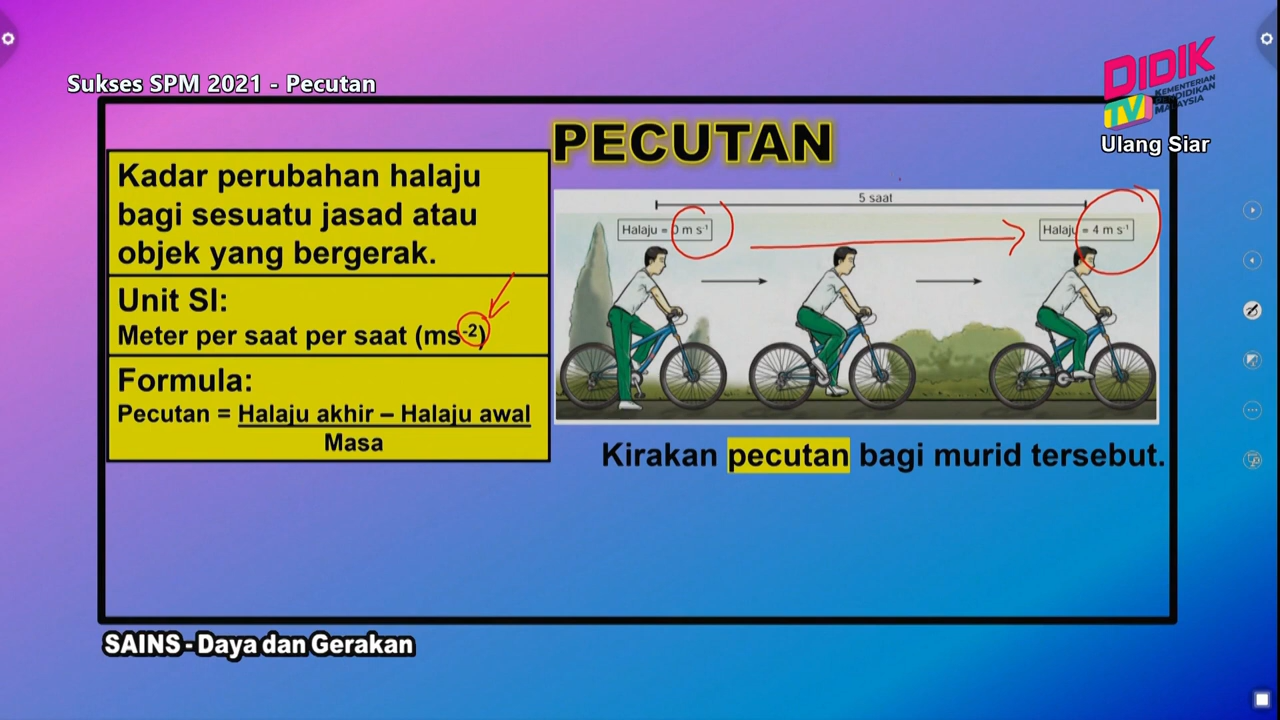 Sukses SPM 2021 - Pecutan
DIDIK
TV
KEMENTERIAN
PENDIDIKAN
MALAYSIA
Ulang Siar
PECUTAN
Kadar perubahan halaju
bagi sesuatu jasad atau
objek yang bergerak.
Unit SI:
Meter per saat per saat (ms⁻²)
Formula:
Pecutan = Halaju akhir – Halaju awal
Masa
5 saat
Halaju = 0 m s⁻¹
Halaju = 4 m s⁻¹
Kirakan pecutan bagi murid tersebut.
SAINS - Daya dan Gerakan